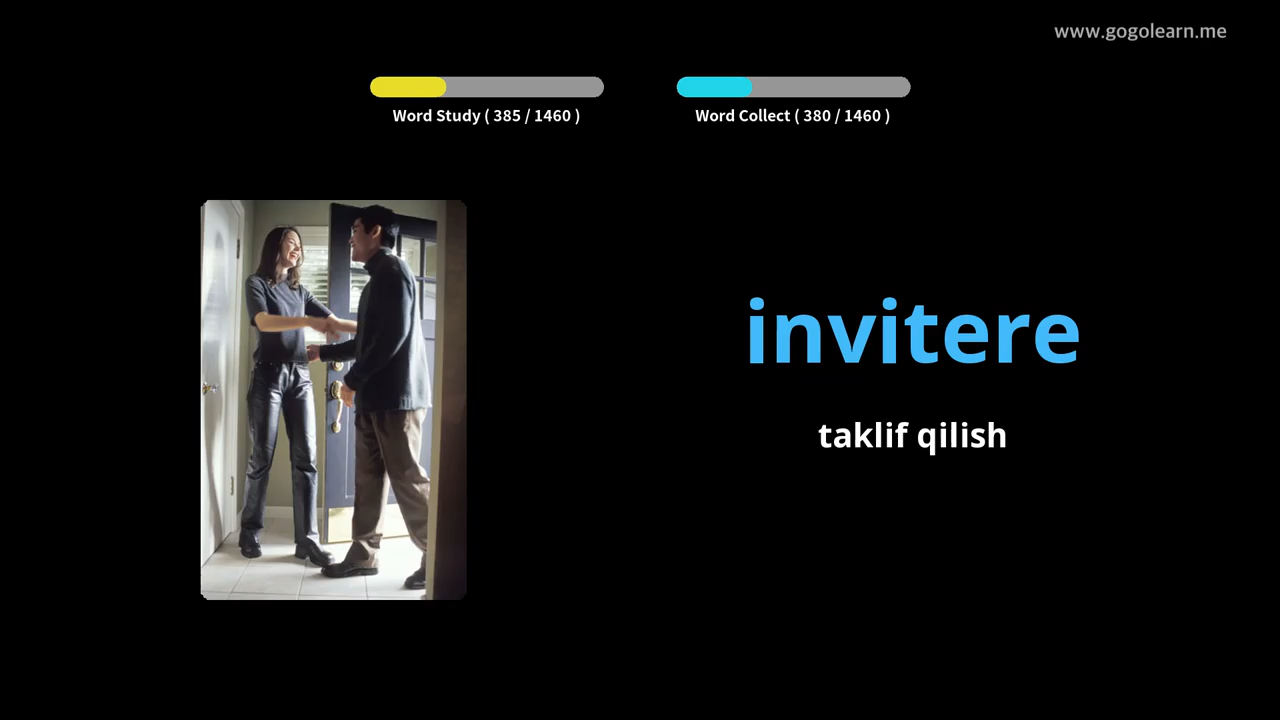 www.gogolearn.me
Word Study ( 385 / 1460 )
Word Collect ( 380 / 1460 )
invitere
taklif qilish